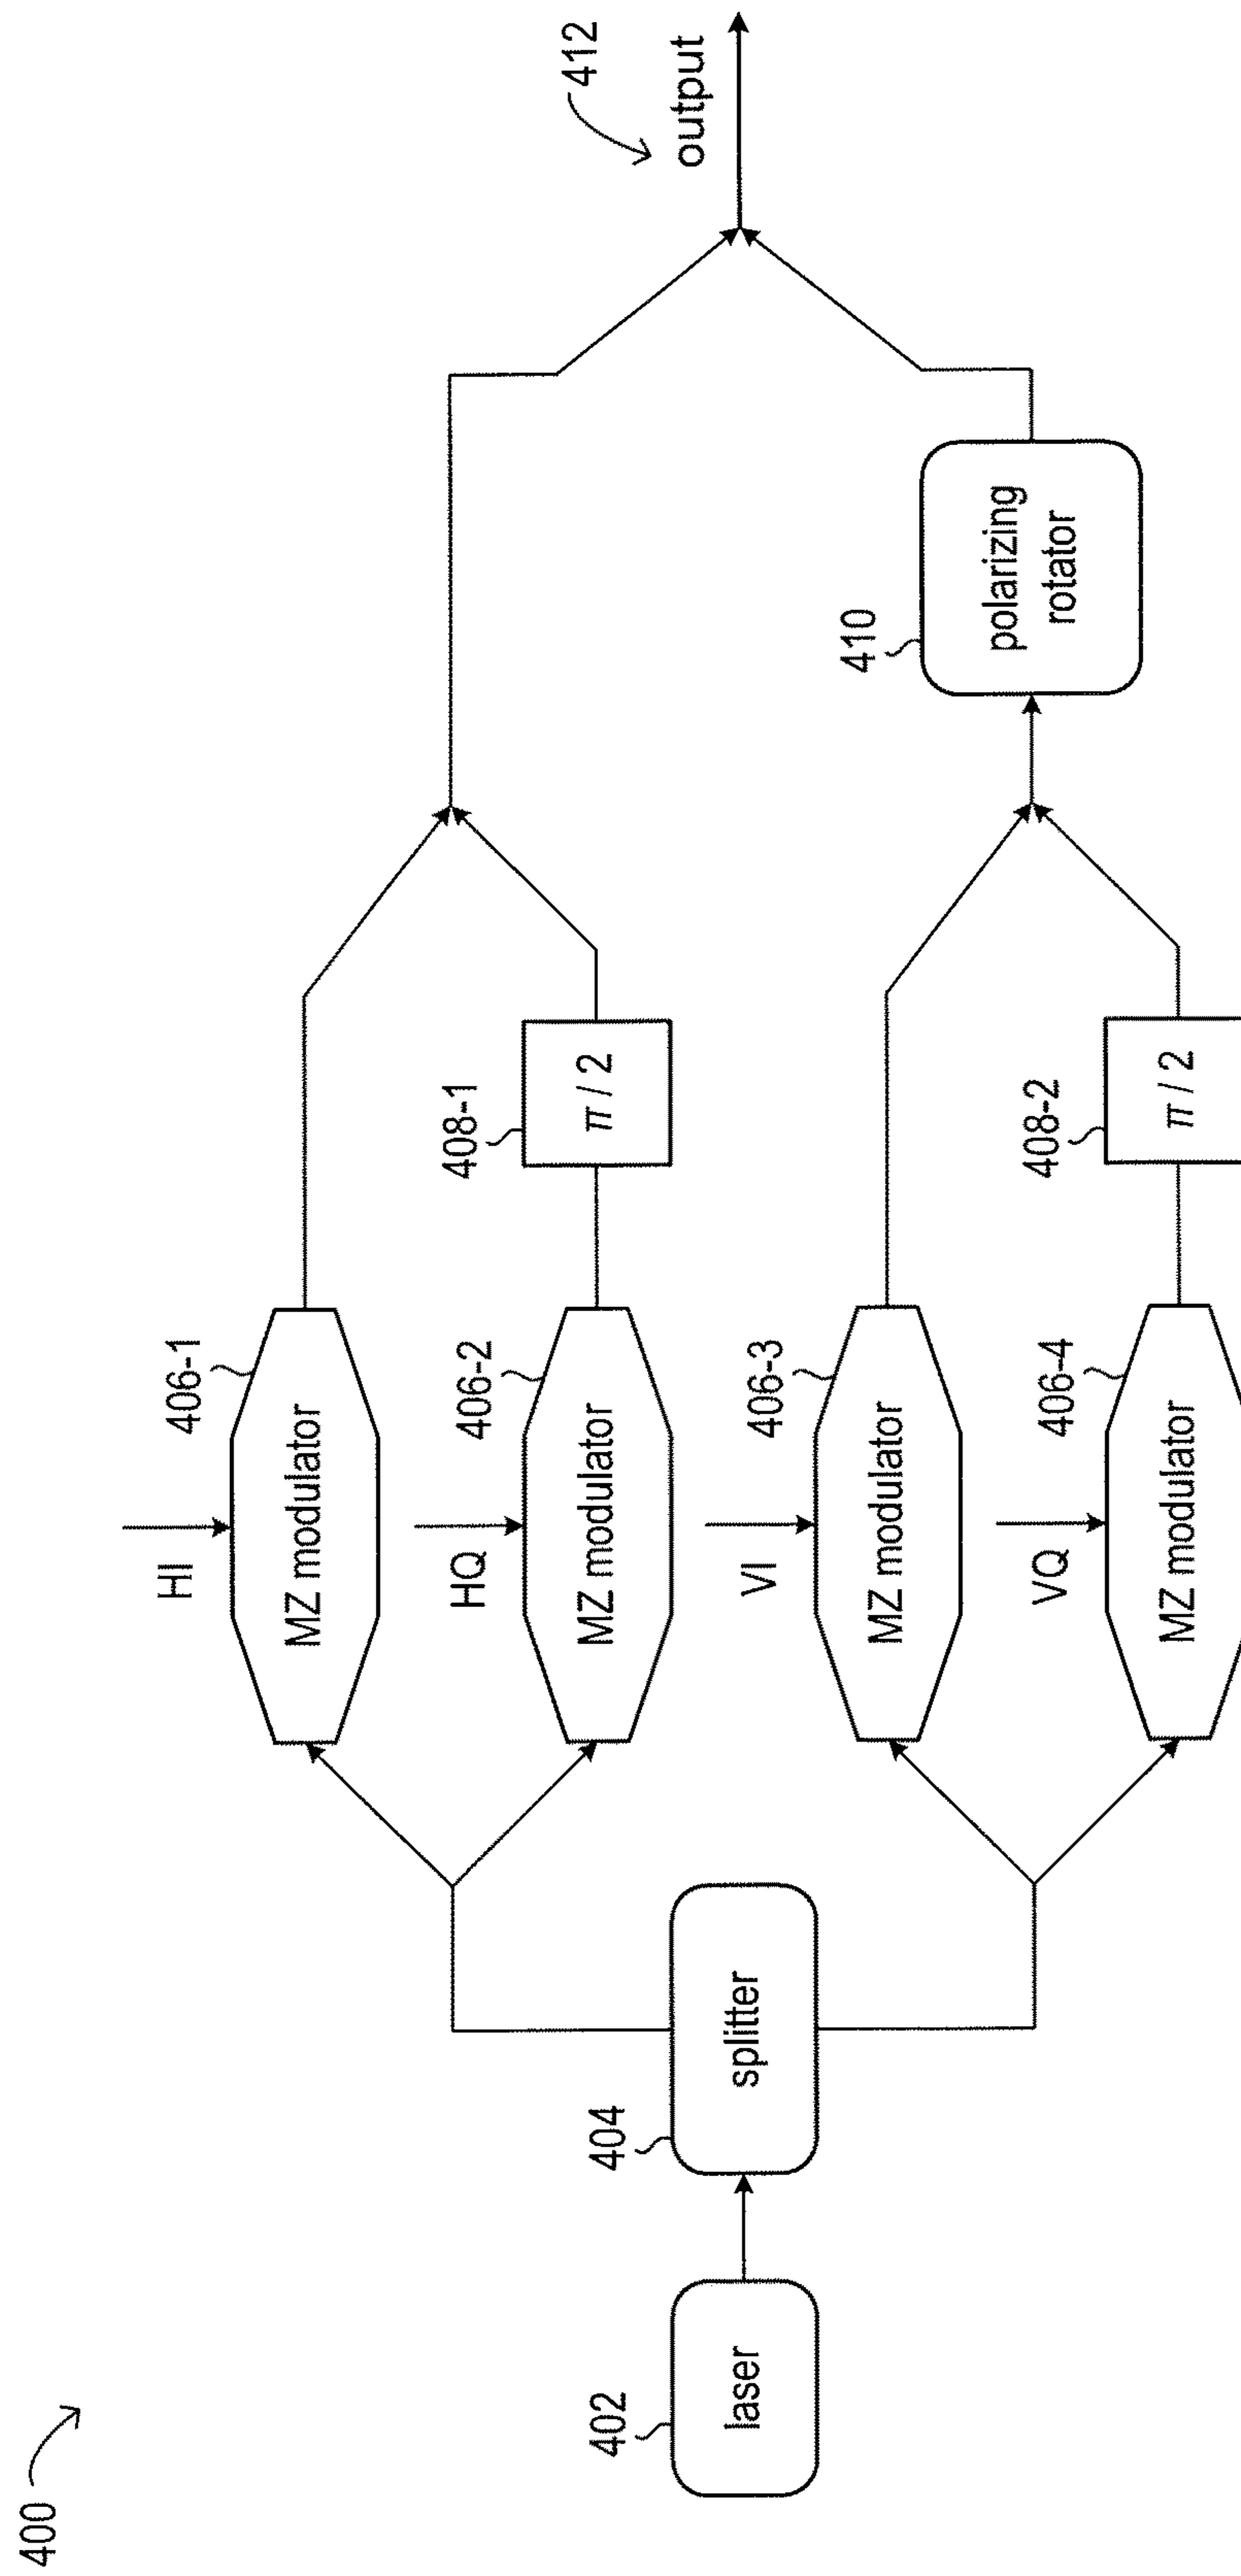 400
402
laser
404
splitter
HI
406-1
MZ modulator
HQ
406-2
MZ modulator
408-1
π / 2
VI
406-3
MZ modulator
VQ
406-4
MZ modulator
408-2
π / 2
410
polarizing
rotator
412
output